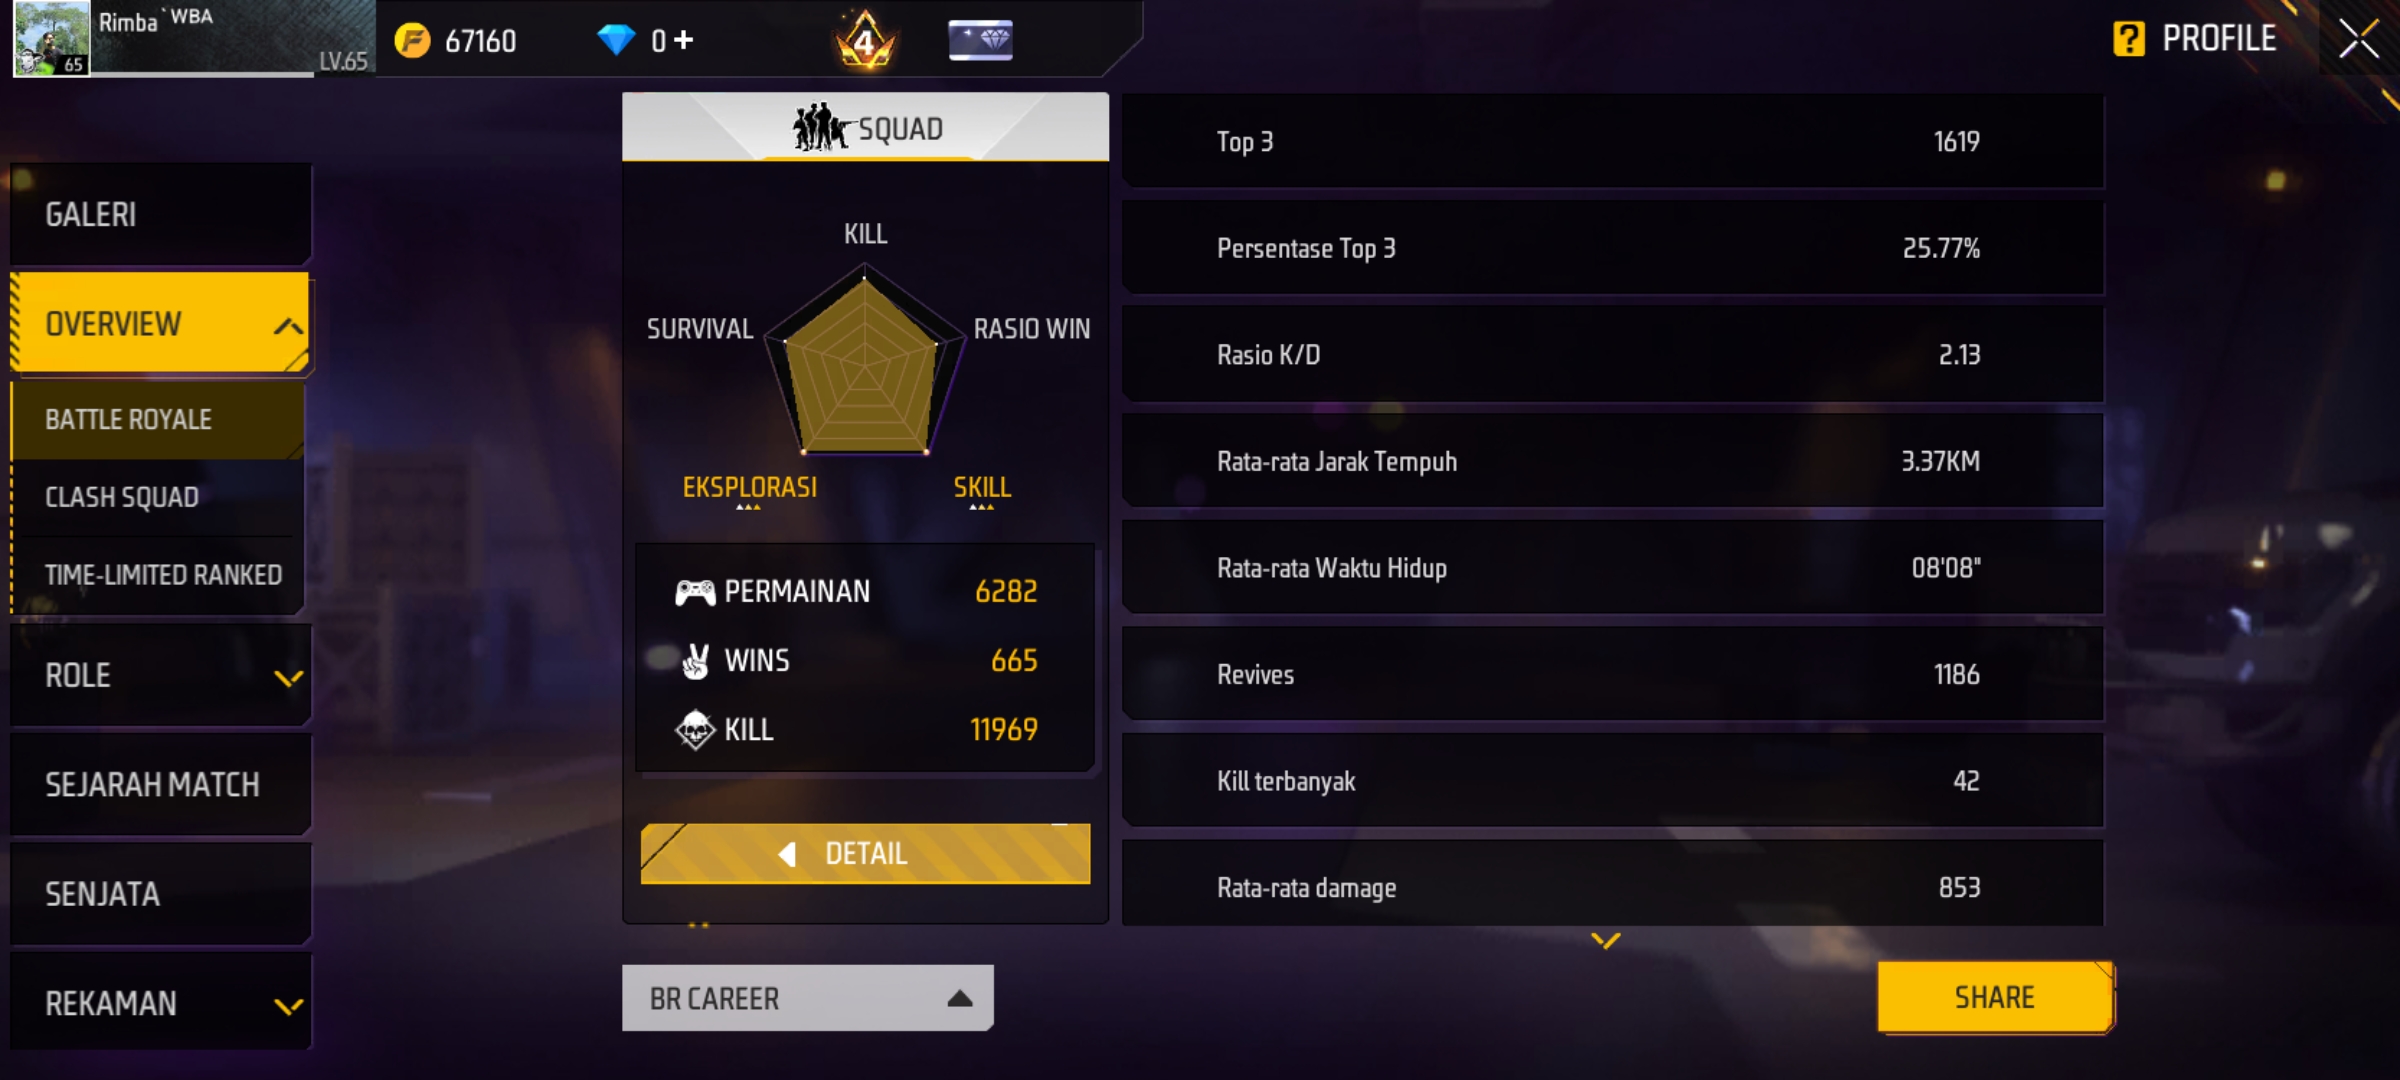 Rimba`WBA
65
LV.65
67160
0+
4
? PROFILE
GALERI
OVERVIEW
BATTLE ROYALE
CLASH SQUAD
TIME-LIMITED RANKED
ROLE
SEJARAH MATCH
SENJATA
REKAMAN
SQUAD
KILL
SURVIVAL
RASIO WIN
EKSPLORASI
SKILL
PERMAINAN 6282
WINS 665
KILL 11969
DETAIL
BR CAREER
Top 3 1619
Persentase Top 3 25.77%
Rasio K/D 2.13
Rata-rata Jarak Tempuh 3.37KM
Rata-rata Waktu Hidup 08'08"
Revives 1186
Kill terbanyak 42
Rata-rata damage 853
SHARE